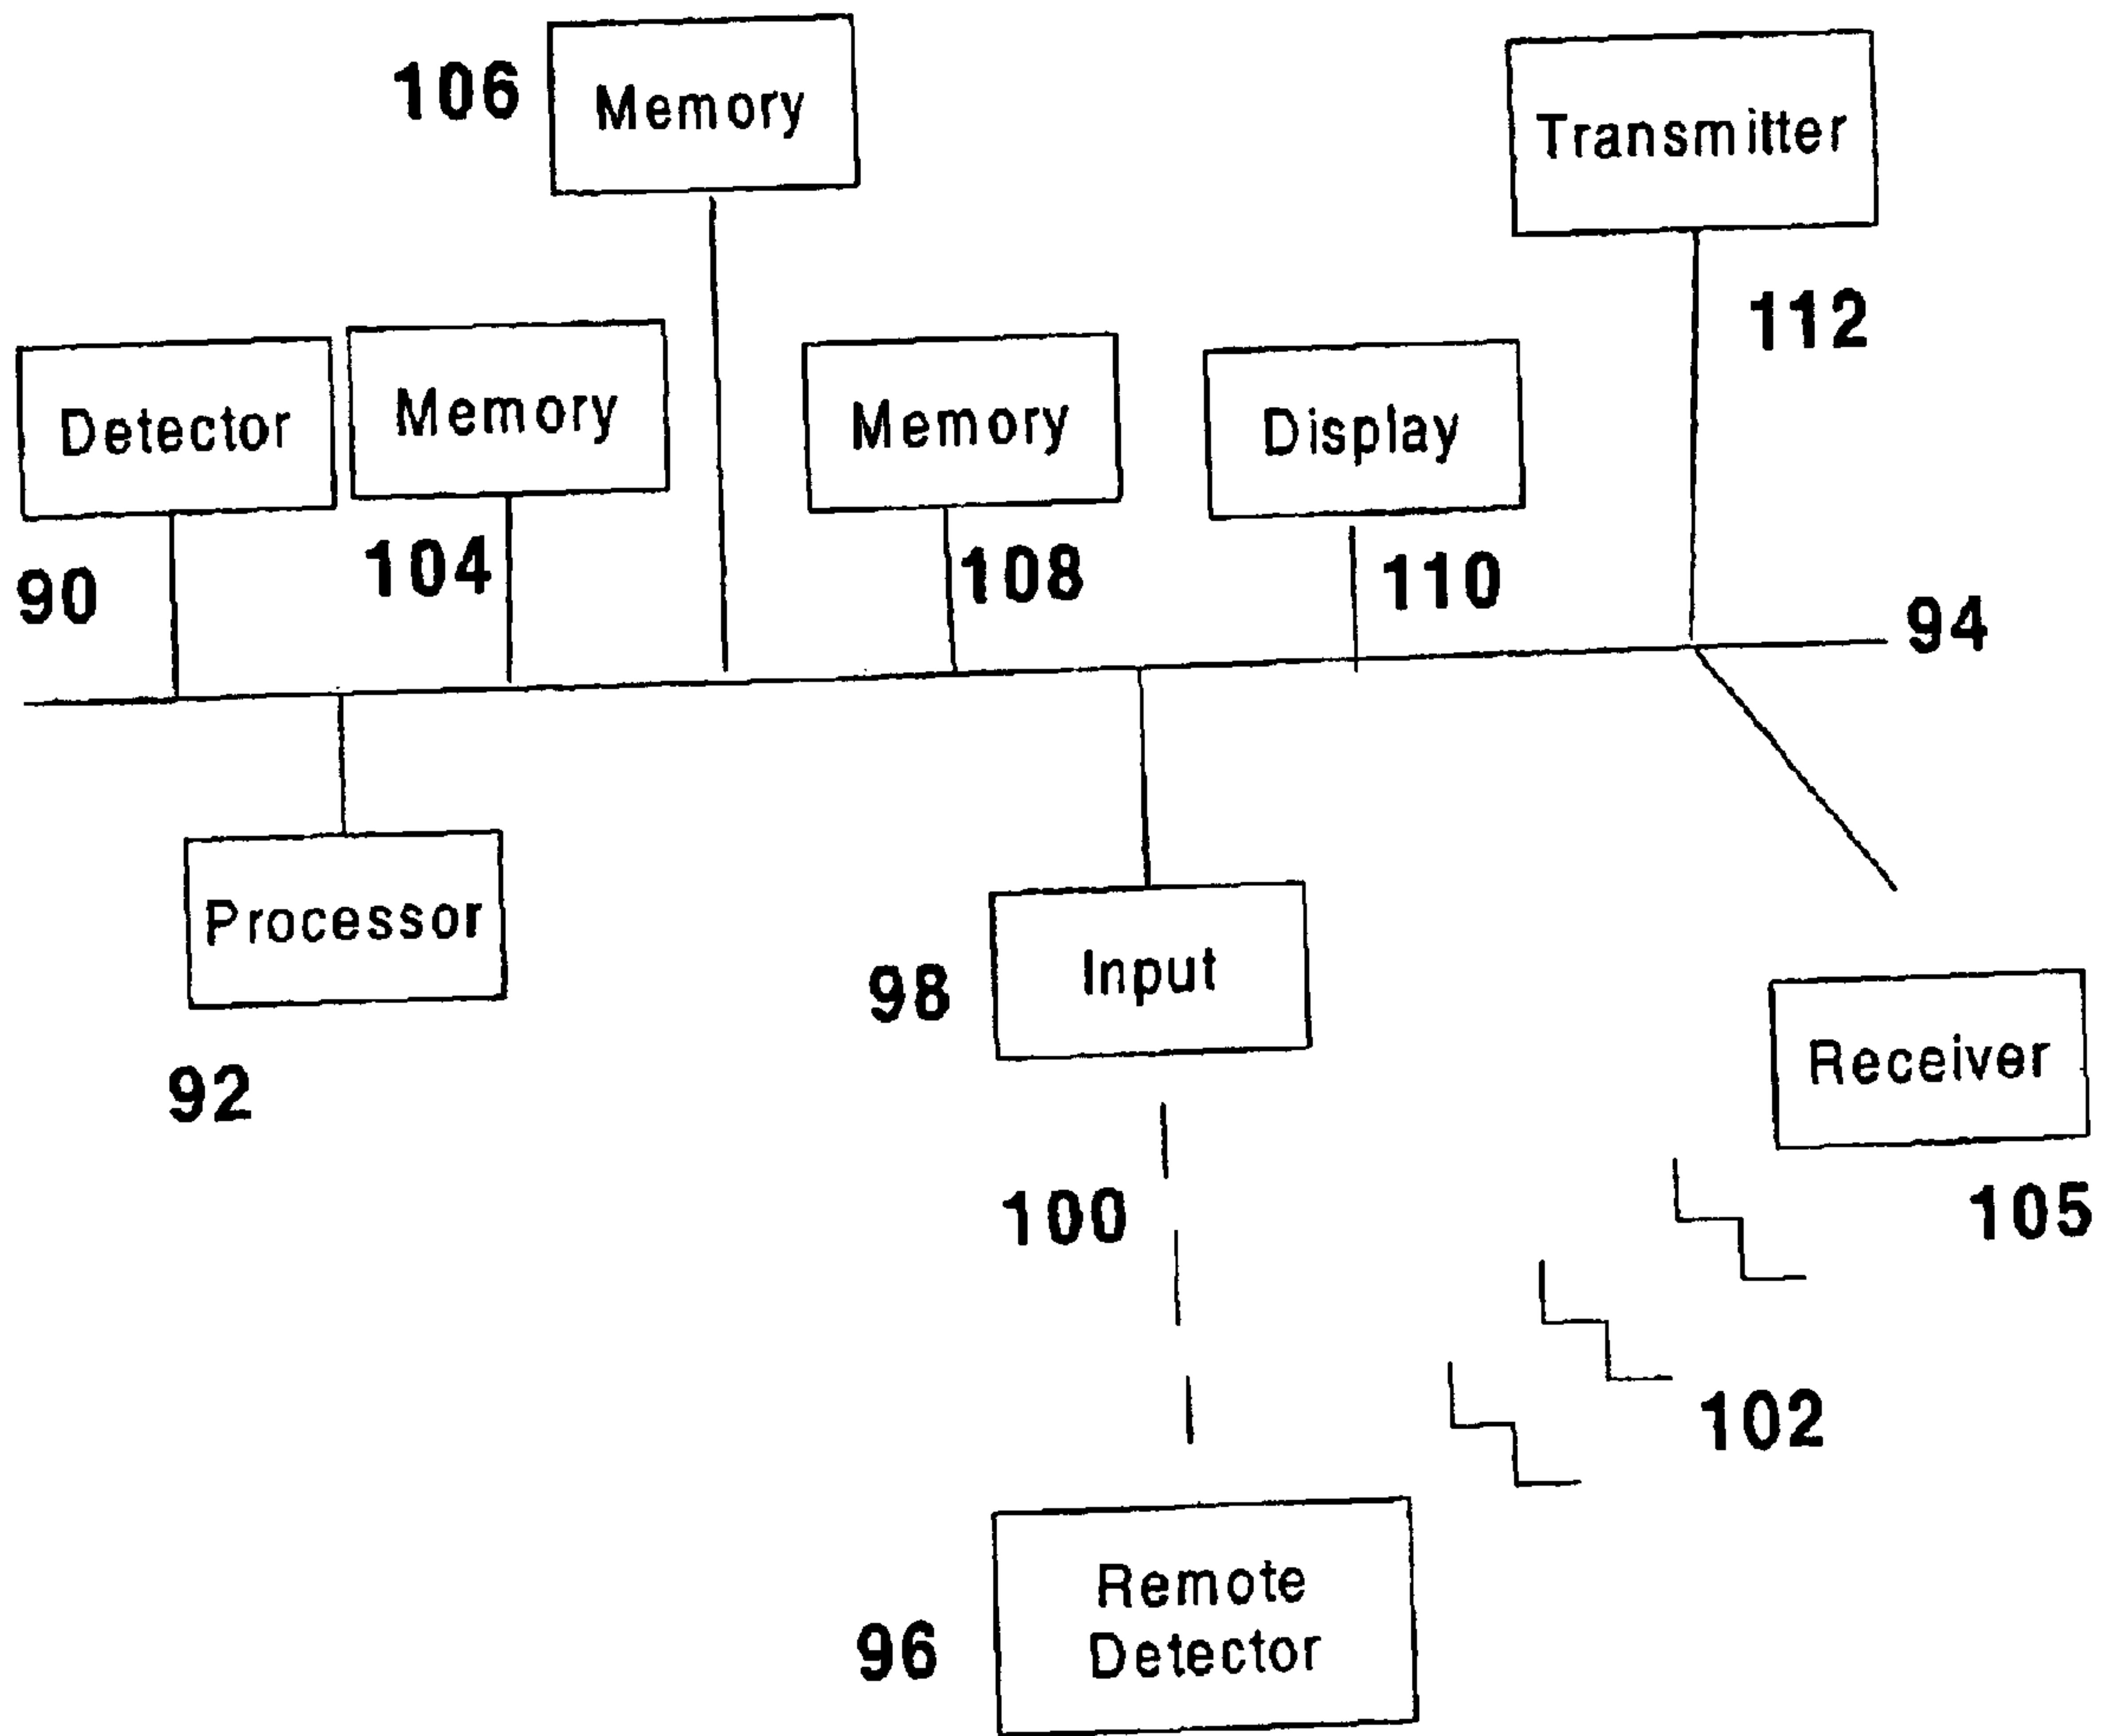 106
Memory
Transmitter
112
Detector
Memory
Memory
Display
90
104
108
110
94
Processor
92
98
Input
Receiver
105
100
102
96
Remote
Detector